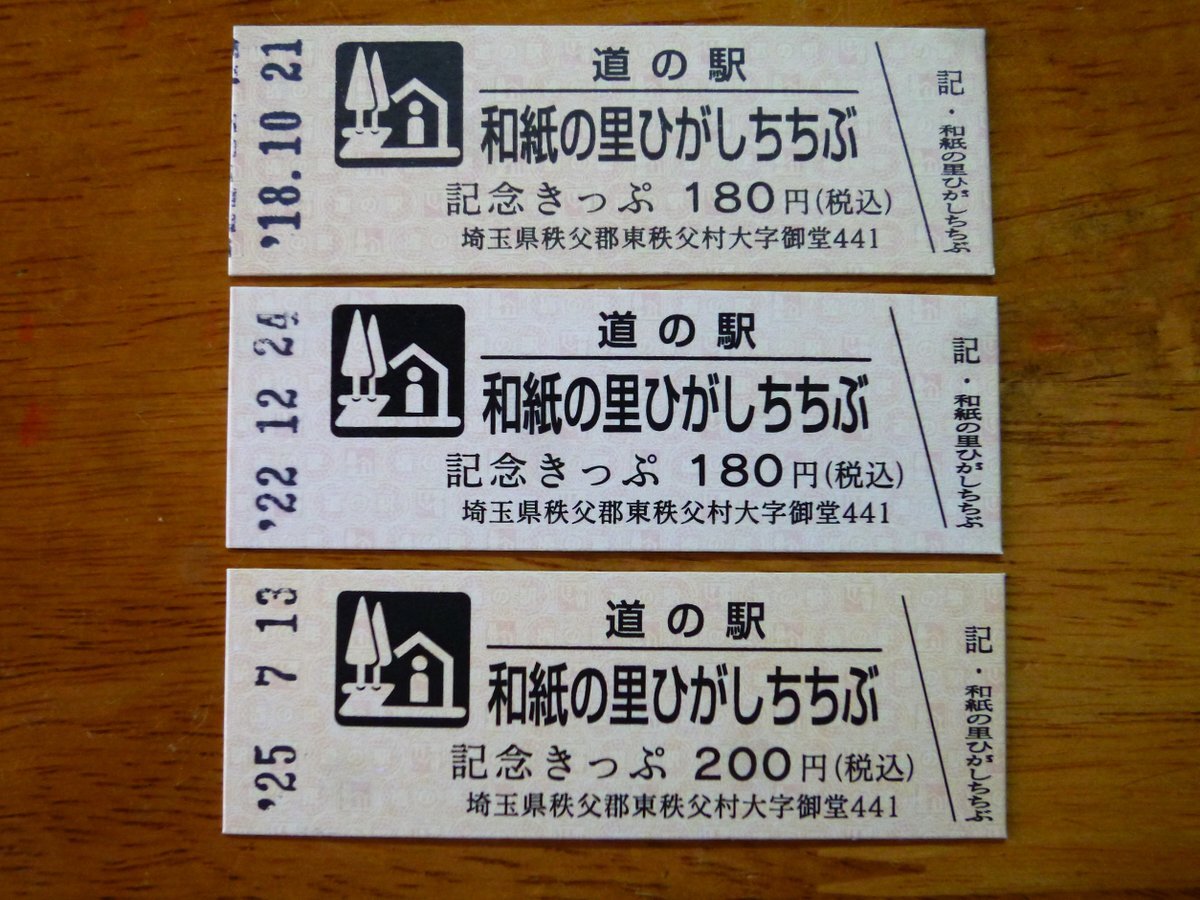 '18.10 21
道の駅
和紙の里ひがしちちぶ
記念きっぷ 180円(税込)
埼玉県秩父郡東秩父村大字御堂441
記・和紙の里ひがしちちぶ
'22 12 24
道の駅
和紙の里ひがしちちぶ
記念きっぷ 180円(税込)
埼玉県秩父郡東秩父村大字御堂441
記・和紙の里ひがしちちぶ
'25 7 13
道の駅
和紙の里ひがしちちぶ
記念きっぷ 200円(税込)
埼玉県秩父郡東秩父村大字御堂441
記・和紙の里ひがしちちぶ